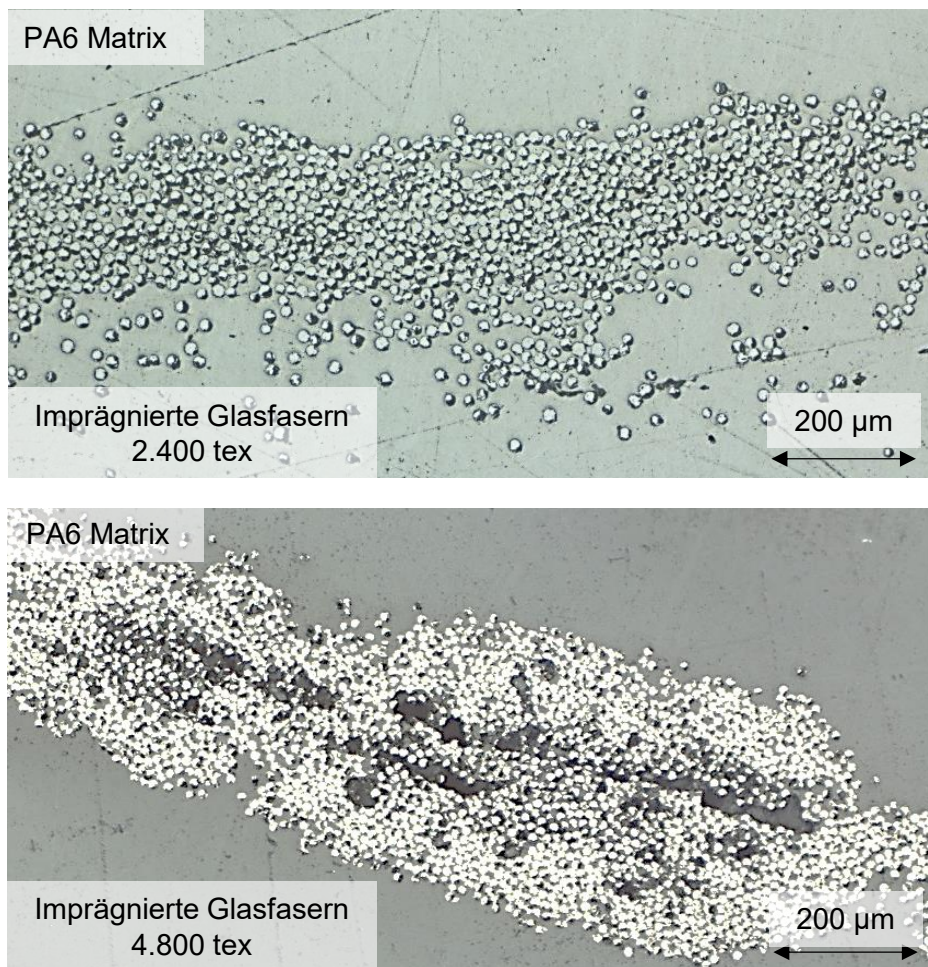 PA6 Matrix
Imprägnierte Glasfasern
2.400 tex
200 µm
PA6 Matrix
Imprägnierte Glasfasern
4.800 tex
200 µm